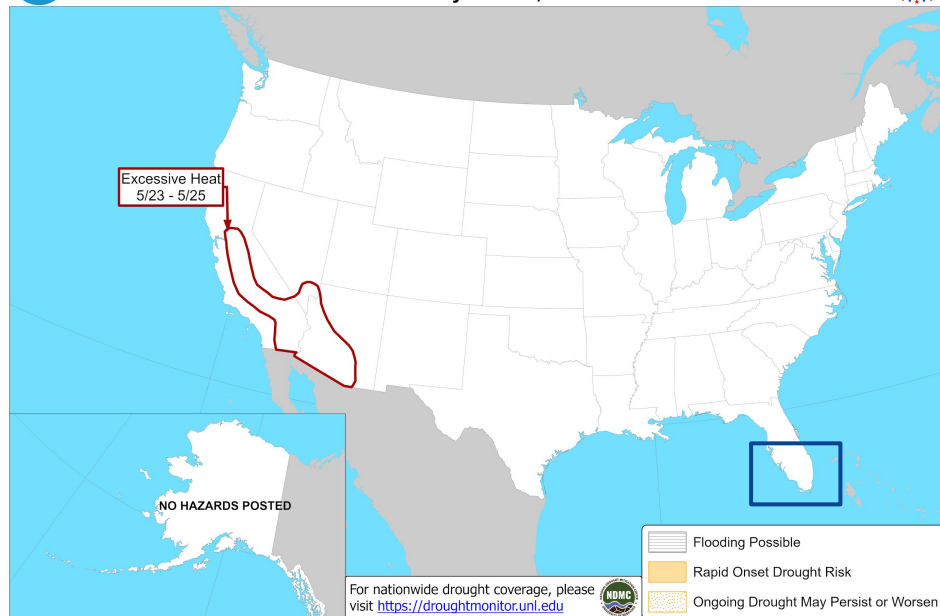 Excessive Heat
5/23 - 5/25
NO HAZARDS POSTED
For nationwide drought coverage, please
visit https://droughtmonitor.unl.edu
NDMC
Flooding Possible
Rapid Onset Drought Risk
Ongoing Drought May Persist or Worsen